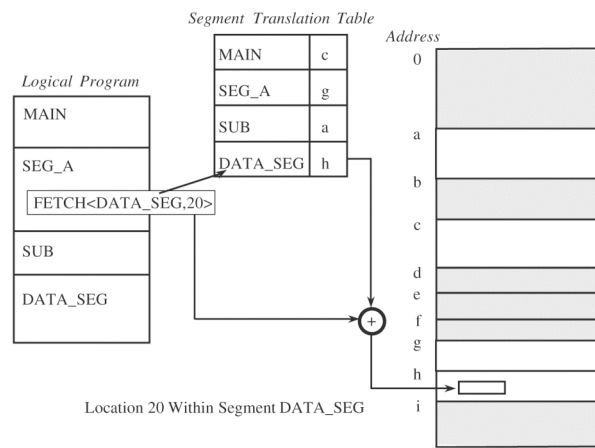 Segment Translation Table
Address
Logical Program
MAIN
SEG_A
FETCH<DATA_SEG,20>
SUB
DATA_SEG
MAIN c
SEG_A g
SUB a
DATA_SEG h
+
0
a
b
c
d
e
f
g
h
i
Location 20 Within Segment DATA_SEG